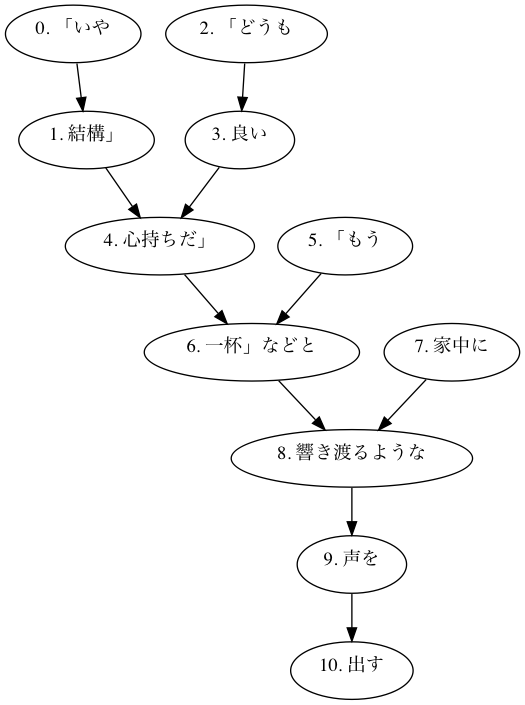 0. 「いや
2. 「どうも
1. 結構」
3. 良い
4. 心持ちだ」
5. 「もう
6. 一杯」などと
7. 家中に
8. 響き渡るような
9. 声を
10. 出す